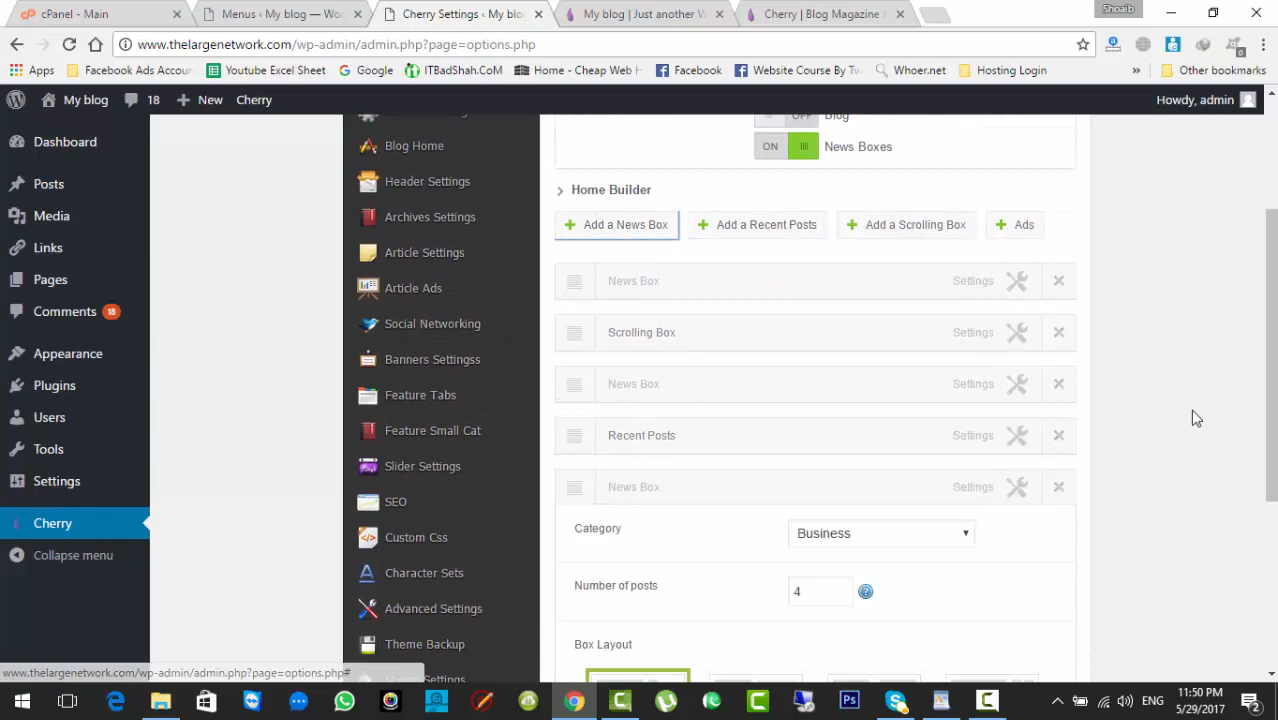 cPanel - Main
Menus ‹ My blog — Woo
Cherry Settings ‹ My blo
My blog | Just another W
Cherry | Blog Magazine
Shoaib
www.thelargenetwork.com/wp-admin/admin.php?page=options.php
Apps
Facebook Ads Accoun
Youtube Excel Sheet
Google
ITBadShah.CoM
Home - Cheap Web H
Facebook
Website Course By Tw
Whoer.net
Hosting Login
»
Other bookmarks
0
My blog
18
New
Cherry
Howdy, admin
Dashboard
Posts
Media
Links
Pages
Comments 18
Appearance
Plugins
Users
Tools
Settings
Cherry
Collapse menu
Blog Home
Header Settings
Archives Settings
Article Settings
Article Ads
Social Networking
Banners Settingss
Feature Tabs
Feature Small Cat
Slider Settings
SEO
Custom Css
Character Sets
Advanced Settings
Theme Backup
OFF Blog
ON News Boxes
Home Builder
Add a News Box
Add a Recent Posts
Add a Scrolling Box
Ads
News Box Settings
Scrolling Box Settings
News Box Settings
Recent Posts Settings
News Box Settings
Category Business
Number of posts 4
Box Layout
www.thelargenetwork.com/wp-admin/admin.php?page=options.php#
ENG
11:50 PM
5/29/2017
2